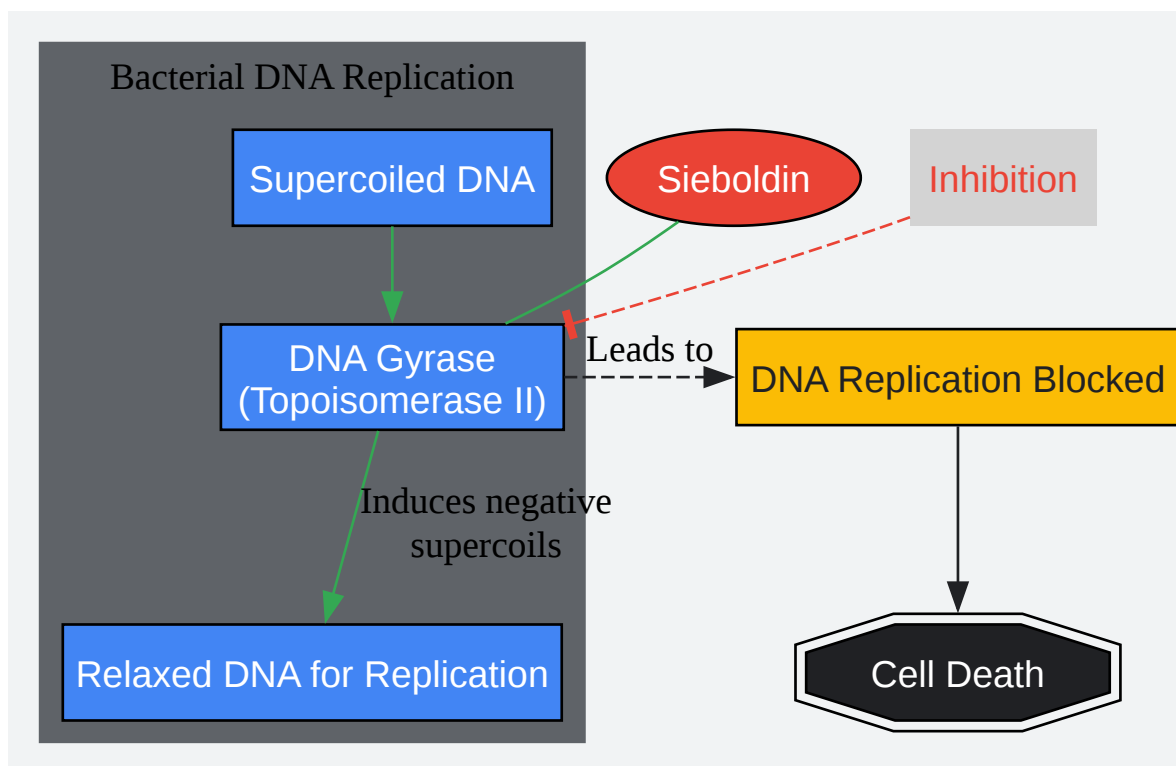 Bacterial DNA Replication
Supercoiled DNA
Sieboldin
Inhibition
DNA Gyrase
(Topoisomerase II)
Leads to
DNA Replication Blocked
Induces negative
supercoils
Relaxed DNA for Replication
Cell Death